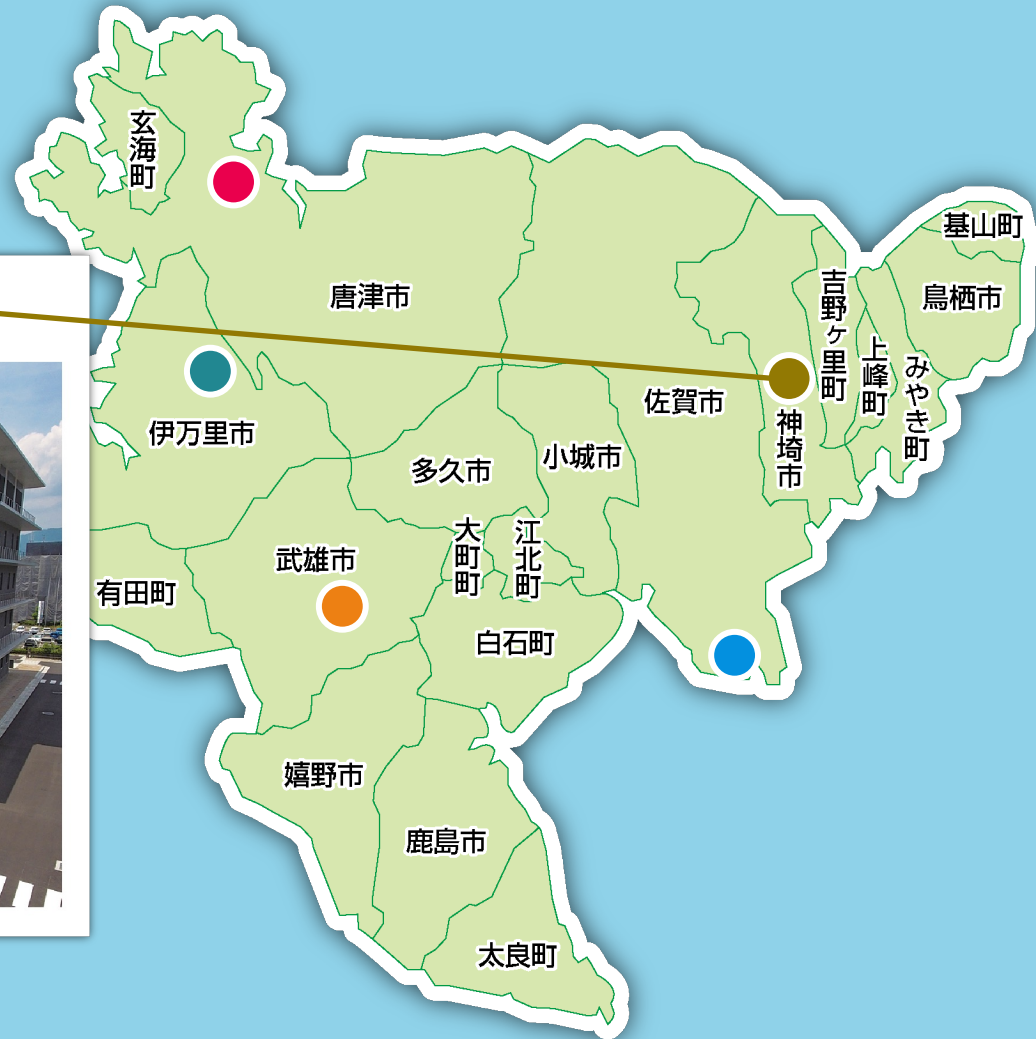 玄海町
唐津市
伊万里市
有田町
武雄市
多久市
小城市
大町町
江北町
白石町
佐賀市
神埼市
吉野ヶ里町
上峰町
みやき町
鳥栖市
基山町
嬉野市
鹿島市
太良町